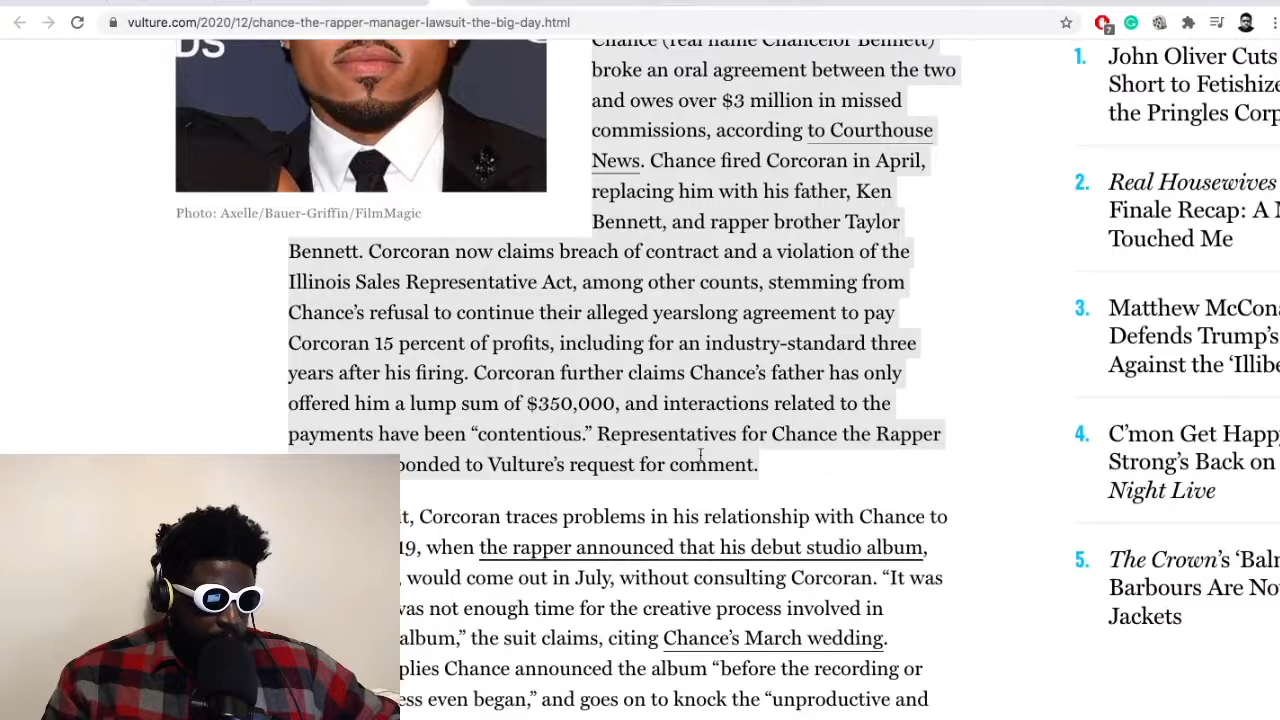 vulture.com/2020/12/chance-the-rapper-manager-lawsuit-the-big-day.html
7
DS
Photo: Axelle/Bauer-Griffin/FilmMagic
Chance (real name Chancelor Bennett)
broke an oral agreement between the two
and owes over $3 million in missed
commissions, according to Courthouse
News. Chance fired Corcoran in April,
replacing him with his father, Ken
Bennett, and rapper brother Taylor
Bennett. Corcoran now claims breach of contract and a violation of the
Illinois Sales Representative Act, among other counts, stemming from
Chance’s refusal to continue their alleged yearslong agreement to pay
Corcoran 15 percent of profits, including for an industry-standard three
years after his firing. Corcoran further claims Chance’s father has only
offered him a lump sum of $350,000, and interactions related to the
payments have been “contentious.” Representatives for Chance the Rapper
ponded to Vulture’s request for comment.
it, Corcoran traces problems in his relationship with Chance to
19, when the rapper announced that his debut studio album,
, would come out in July, without consulting Corcoran. “It was
was not enough time for the creative process involved in
album,” the suit claims, citing Chance’s March wedding.
plies Chance announced the album “before the recording or
ess even began,” and goes on to knock the “unproductive and
1. John Oliver Cuts
Short to Fetishize
the Pringles Corp
2. Real Housewives
Finale Recap: A N
Touched Me
3. Matthew McCona
Defends Trump’s
Against the ‘Illibe
4. C’mon Get Happy
Strong’s Back on
Night Live
5. The Crown’s ‘Baln
Barbours Are No
Jackets